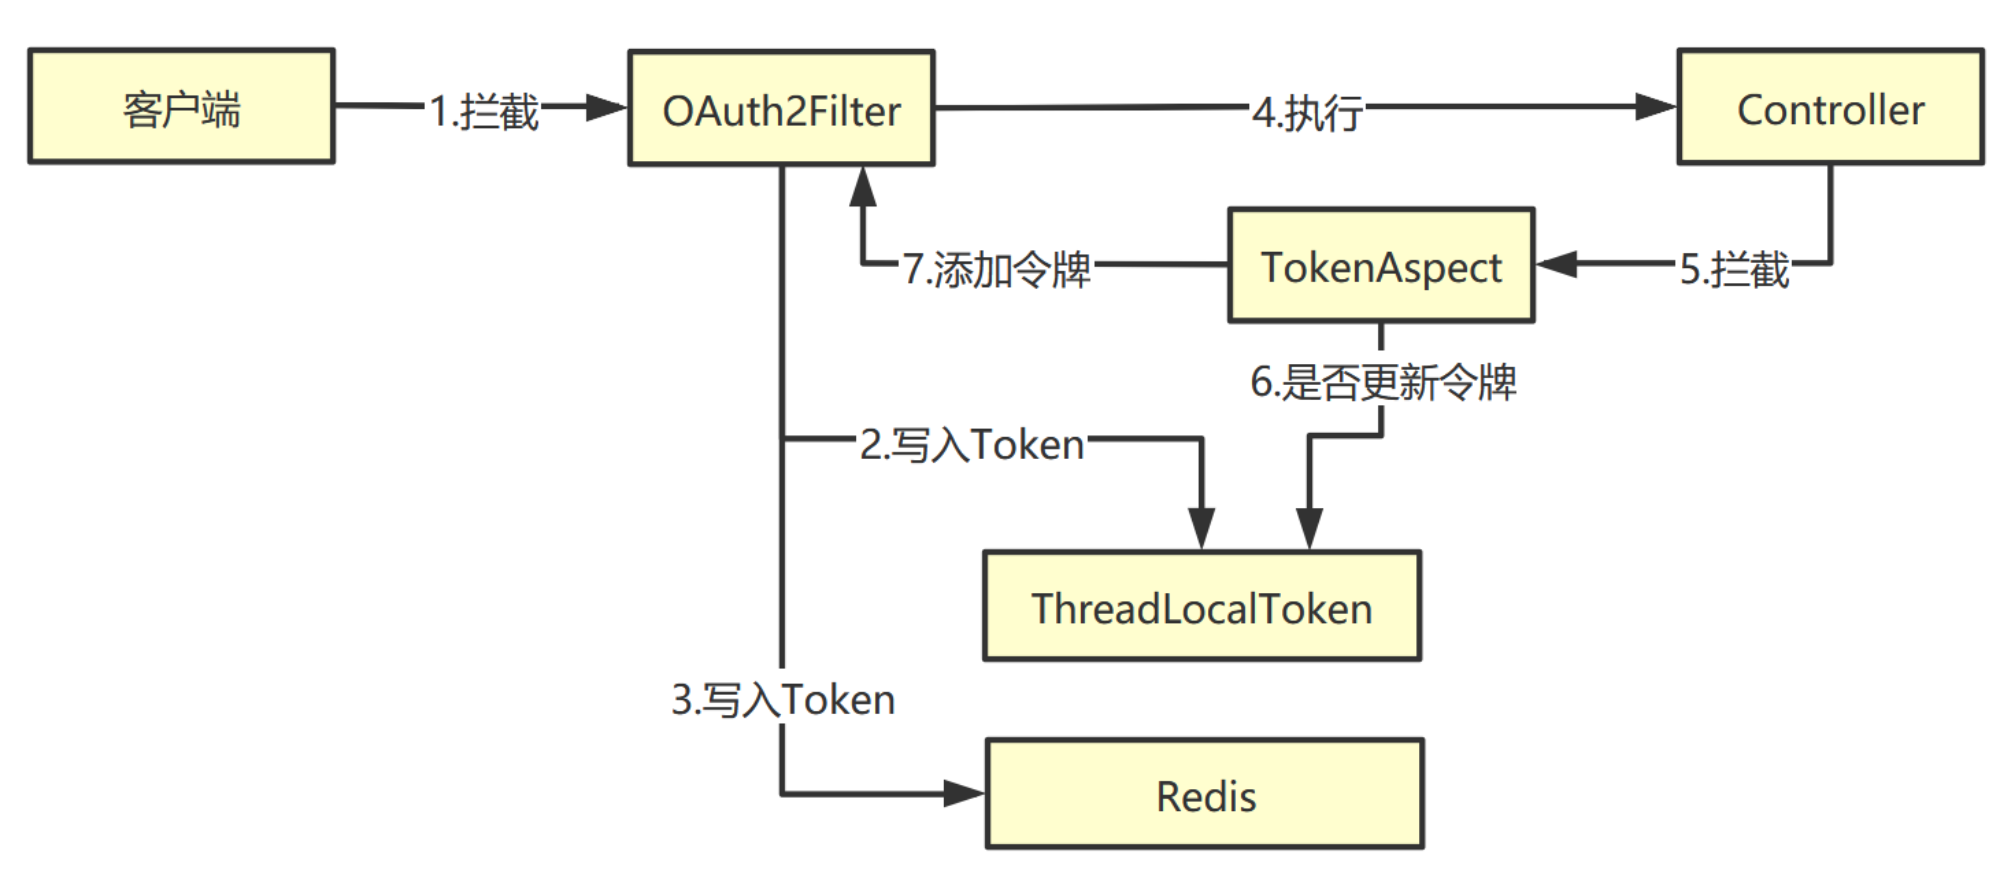 客户端
1.拦截
OAuth2Filter
4.执行
Controller
7.添加令牌
TokenAspect
5.拦截
6.是否更新令牌
2.写入Token
ThreadLocalToken
3.写入Token
Redis